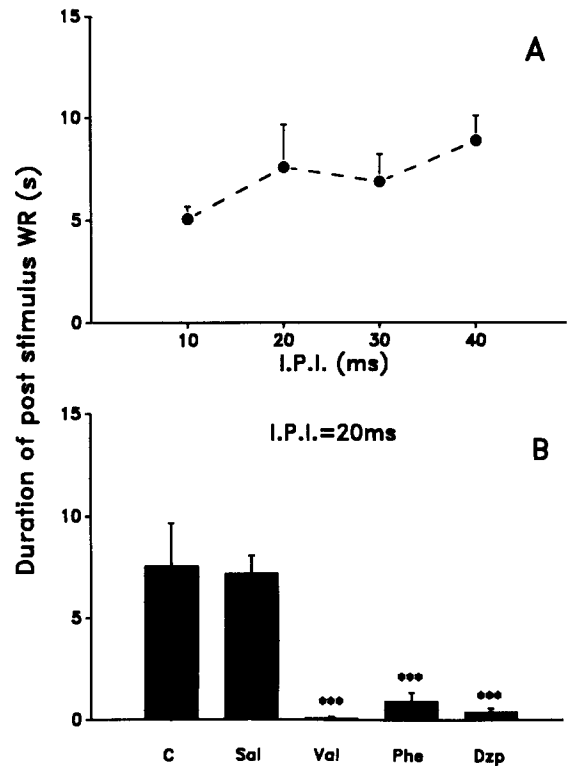 A
15
10
5
0
10 20 30 40
I.P.I. (ms)
Duration of post stimulus WR (s)
I.P.I.=20ms
B
15
10
5
0
*** *** ***
C Sal Val Phe Dzp